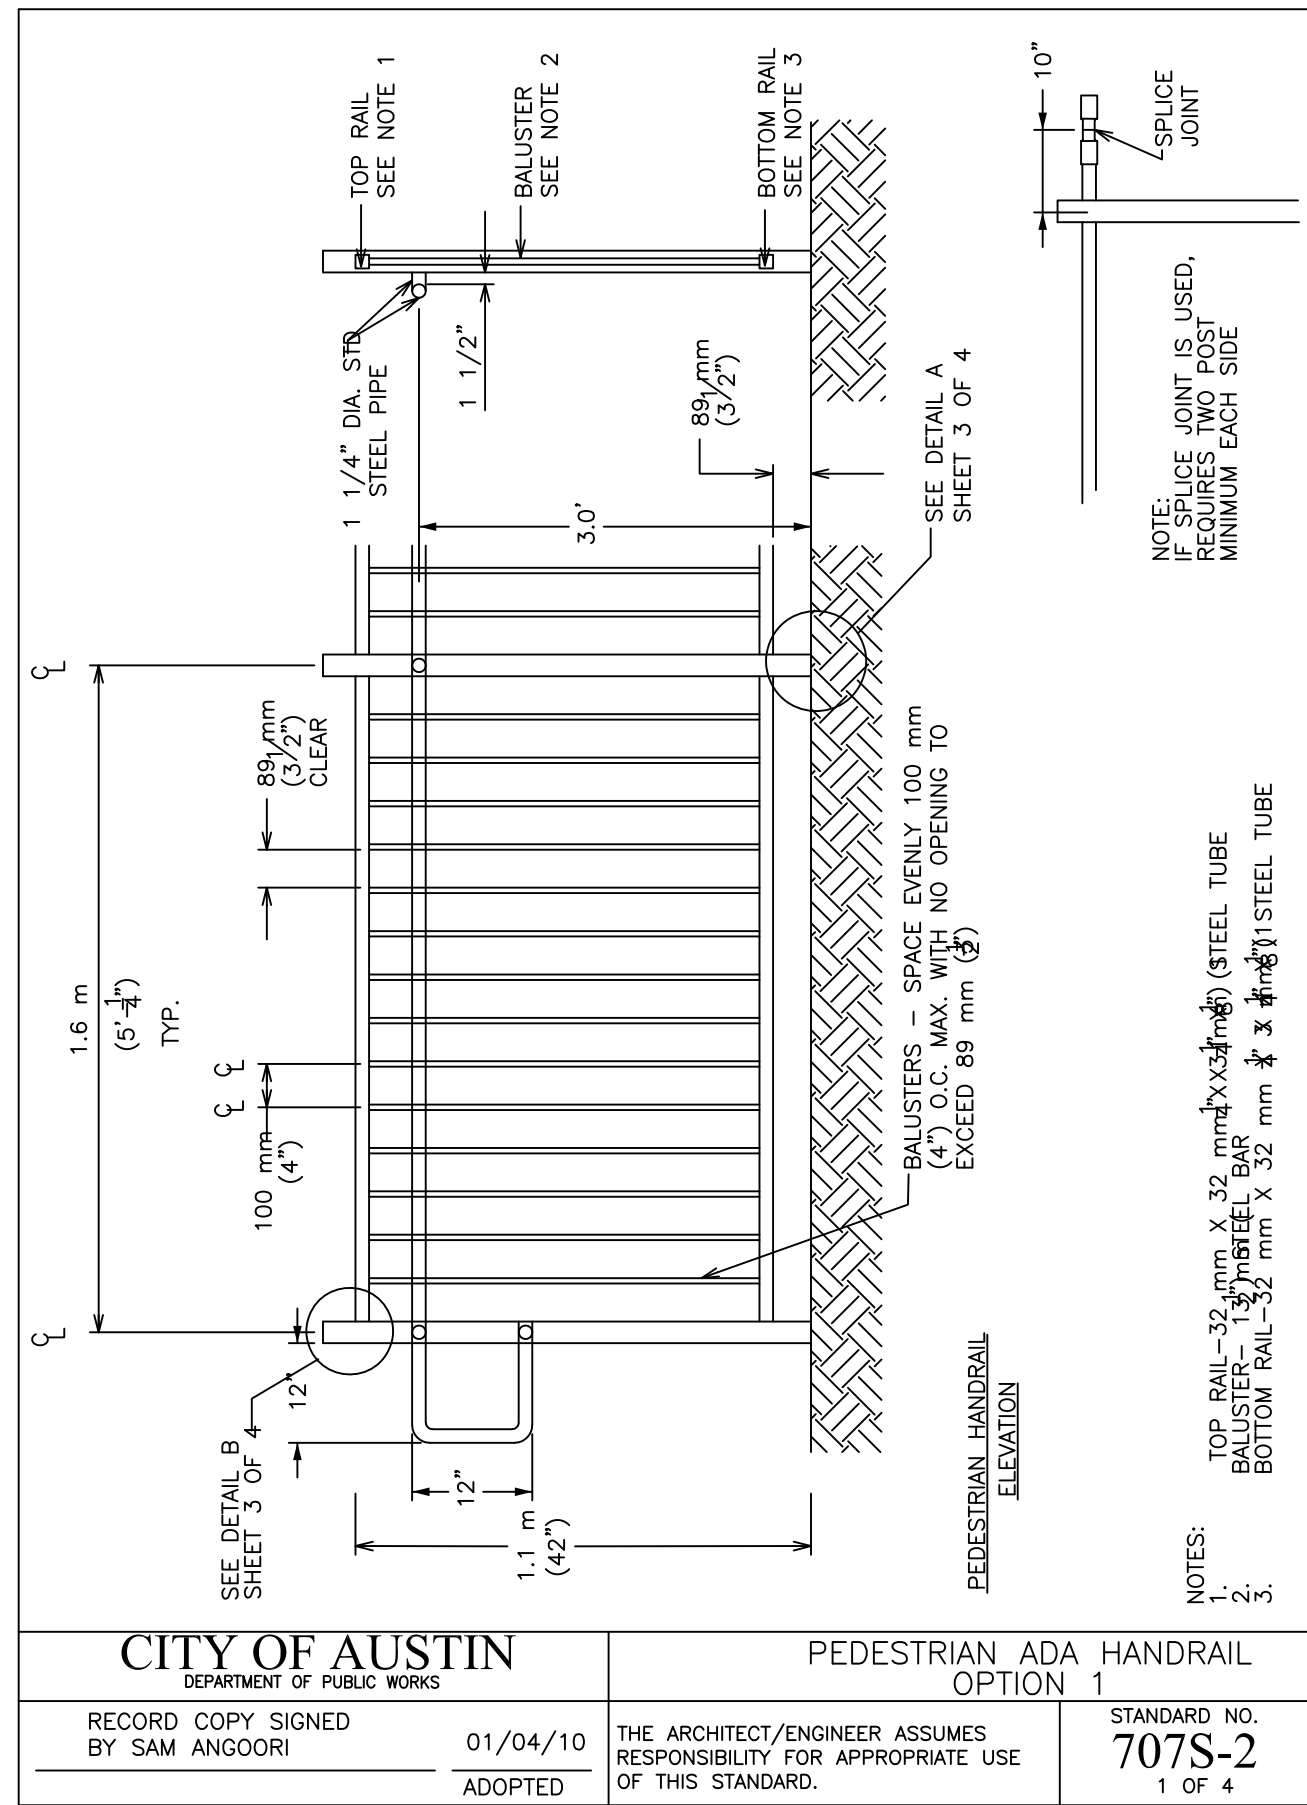 TOP RAIL
SEE NOTE 1
BALUSTER
SEE NOTE 2
BOTTOM RAIL
SEE NOTE 3
10"
SPLICE
JOINT
1 1/4" DIA. STD
STEEL PIPE
1 1/2"
89 mm
(3 1/2")
3.0'
SEE DETAIL A
SHEET 3 OF 4
NOTE:
IF SPLICE JOINT IS USED,
REQUIRES TWO POST
MINIMUM EACH SIDE
CL
1.6 m
(5'-1/4")
TYP.
89 mm
(3 1/2")
CLEAR
CL
CL
100 mm
(4")
CL
BALUSTERS – SPACE EVENLY 100 mm
(4") O.C. MAX. WITH NO OPENING TO
EXCEED 89 mm
SEE DETAIL B
SHEET 3 OF 4
12"
12"
1.1 m
(42")
PEDESTRIAN HANDRAIL
ELEVATION
NOTES:
1. TOP RAIL–32 mm X 32 mm STEEL TUBE
2. BALUSTER– STEEL BAR
3. BOTTOM RAIL–32 mm X 32 mm STEEL TUBE
CITY OF AUSTIN
DEPARTMENT OF PUBLIC WORKS
PEDESTRIAN ADA HANDRAIL
OPTION 1
RECORD COPY SIGNED
BY SAM ANGOORI
01/04/10
ADOPTED
THE ARCHITECT/ENGINEER ASSUMES
RESPONSIBILITY FOR APPROPRIATE USE
OF THIS STANDARD.
STANDARD NO.
707S-2
1 OF 4